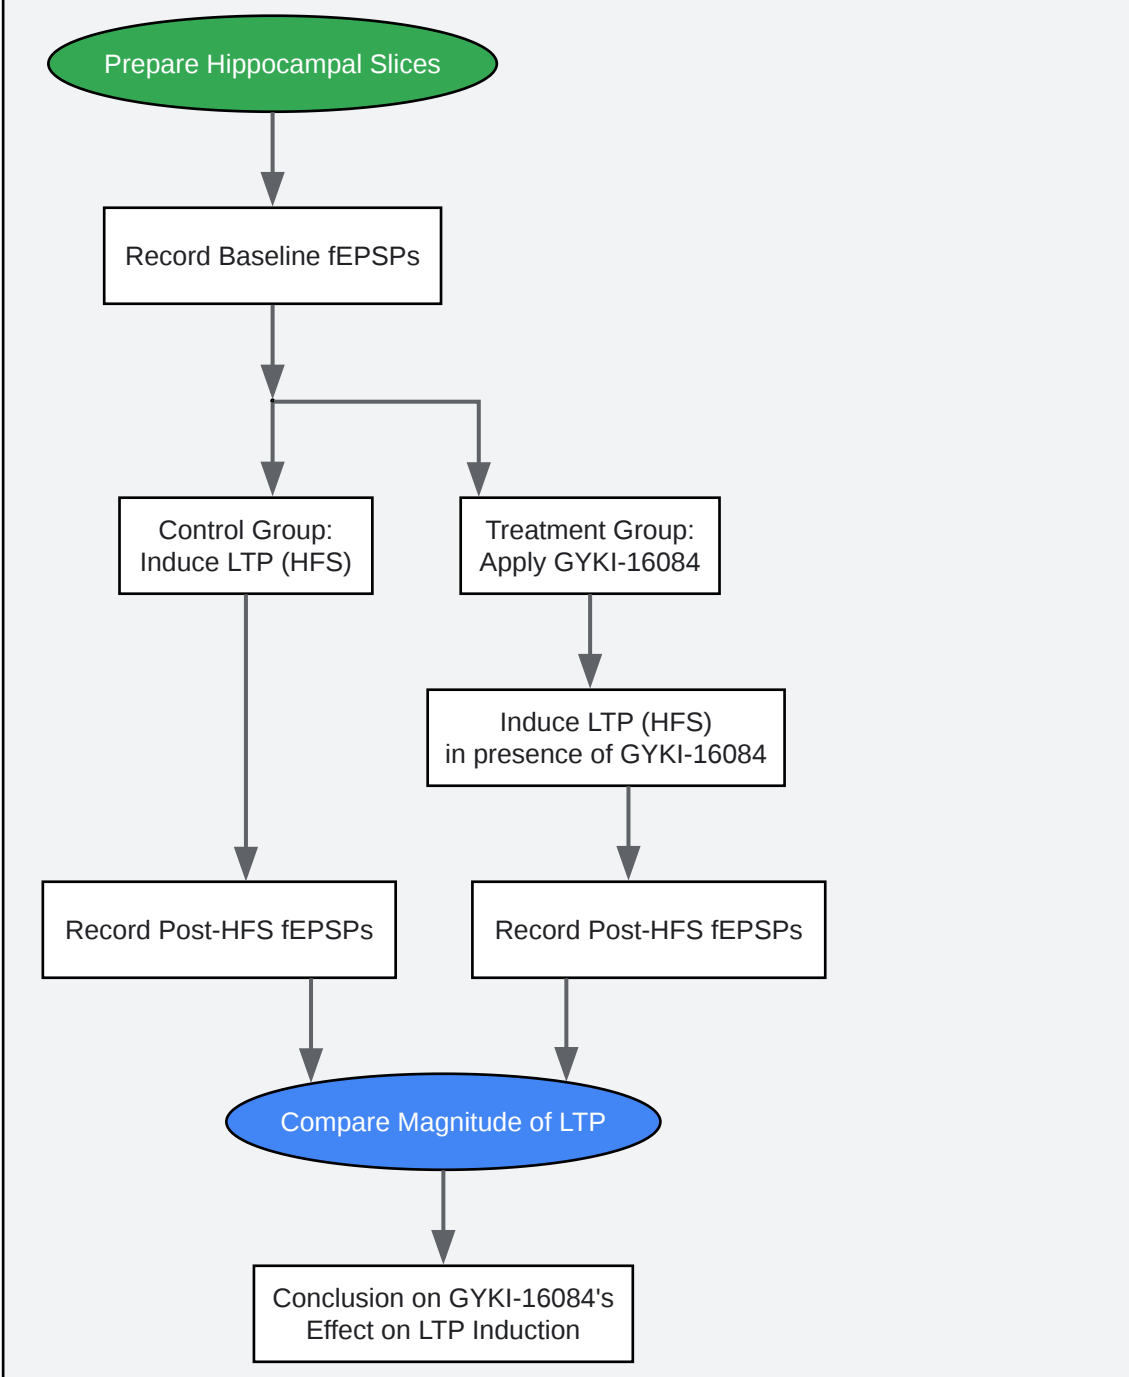 Prepare Hippocampal Slices
Record Baseline fEPSPs
Control Group:
Induce LTP (HFS)
Treatment Group:
Apply GYKI-16084
Induce LTP (HFS)
in presence of GYKI-16084
Record Post-HFS fEPSPs
Record Post-HFS fEPSPs
Compare Magnitude of LTP
Conclusion on GYKI-16084's
Effect on LTP Induction